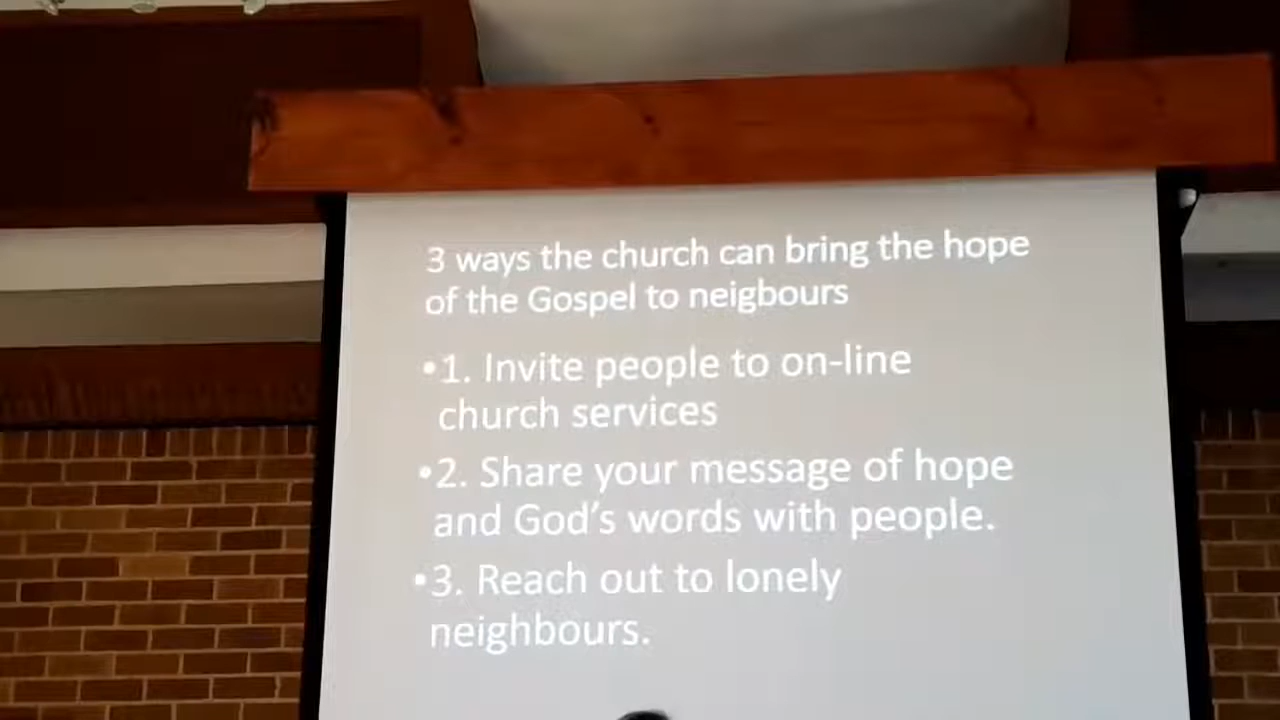 3 ways the church can bring the hope
of the Gospel to neigbours
•1. Invite people to on-line
church services
•2. Share your message of hope
and God's words with people.
•3. Reach out to lonely
neighbours.